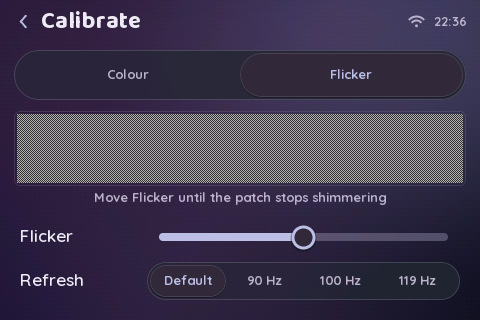 Calibrate
22:36
Colour
Flicker
Move Flicker until the patch stops shimmering
Flicker
Refresh
Default
90 Hz
100 Hz
119 Hz